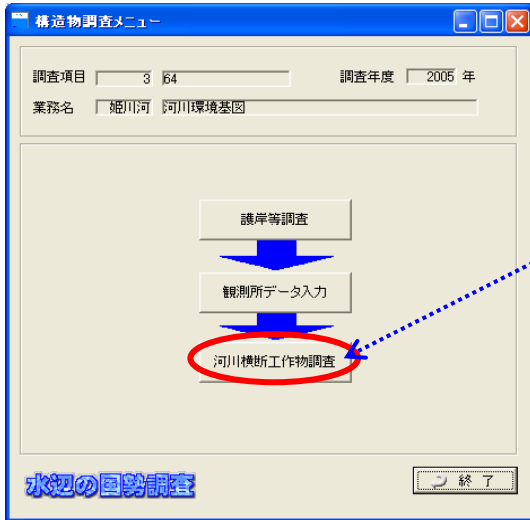 構造物調査メニュー
調査項目 3 64 調査年度 2005 年
業務名 姫川河 河川環境基図
護岸等調査
観測所データ入力
河川横断工作物調査
水辺の国勢調査
終了